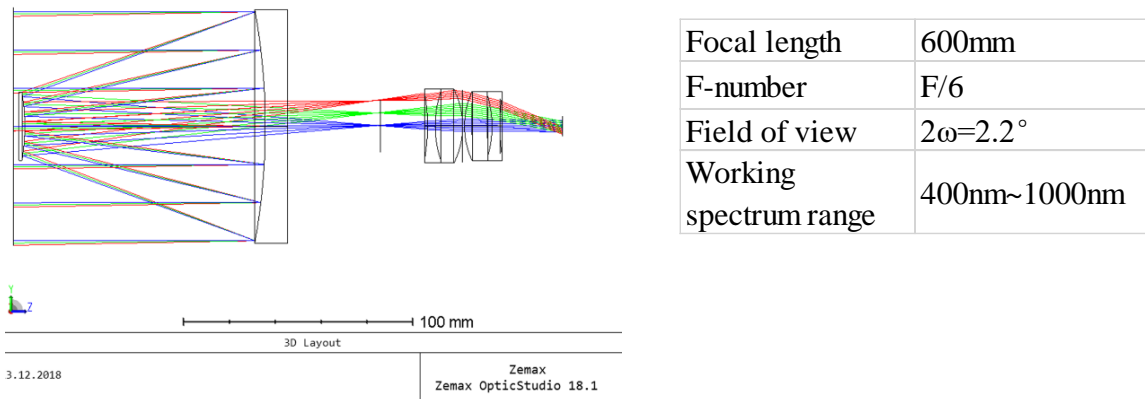 Focal length 600mm
F-number F/6
Field of view 2ω=2.2°
Working
spectrum range 400nm~1000nm
Y
Z
100 mm
3D Layout
3.12.2018
Zemax
Zemax OpticStudio 18.1